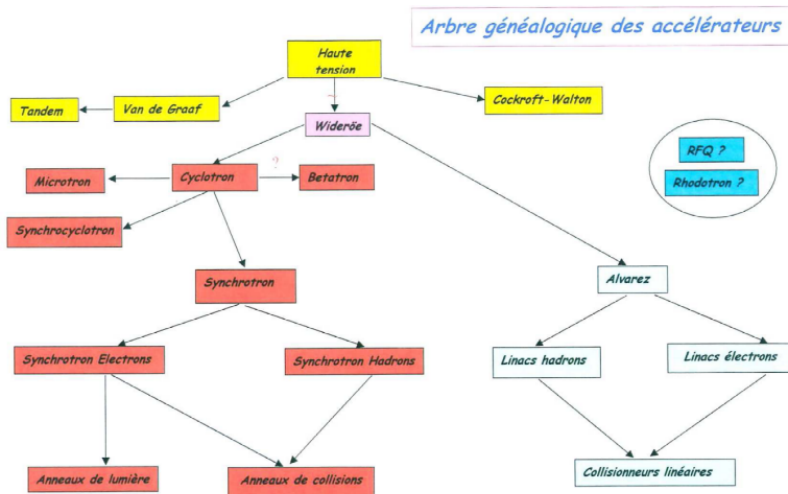 Arbre généalogique des accélérateurs
Haute
tension
Tandem
Van de Graaf
Cockroft-Walton
?
Wideröe
RFQ ?
Rhodotron ?
Microtron
Cyclotron
?
Betatron
Synchrocyclotron
Synchrotron
Alvarez
Synchrotron Electrons
Synchrotron Hadrons
Linacs hadrons
Linacs électrons
Anneaux de lumière
Anneaux de collisions
Collisionneurs linéaires